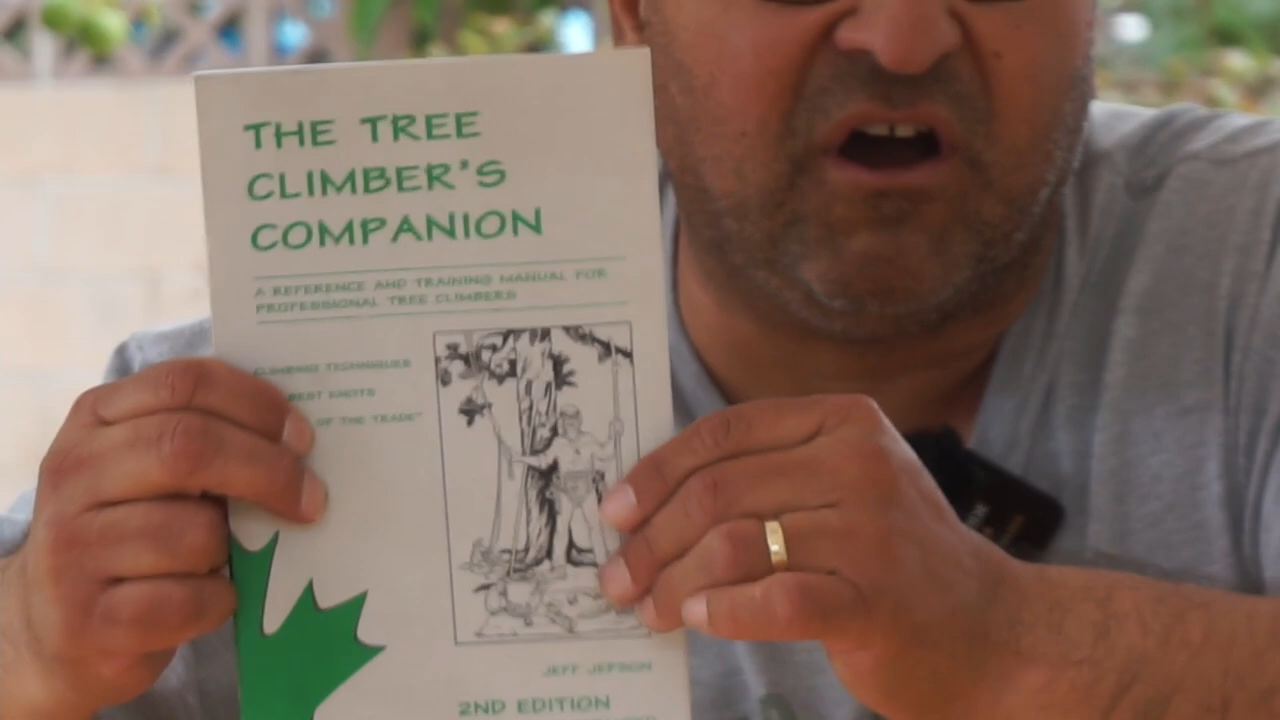 THE TREE
CLIMBER'S
COMPANION
A REFERENCE AND TRAINING MANUAL FOR
PROFESSIONAL TREE CLIMBERS
CLIMBING TECHNIQUES
BEST KNOTS
OF THE TRADE"
JEFF JEPSON
2ND EDITION